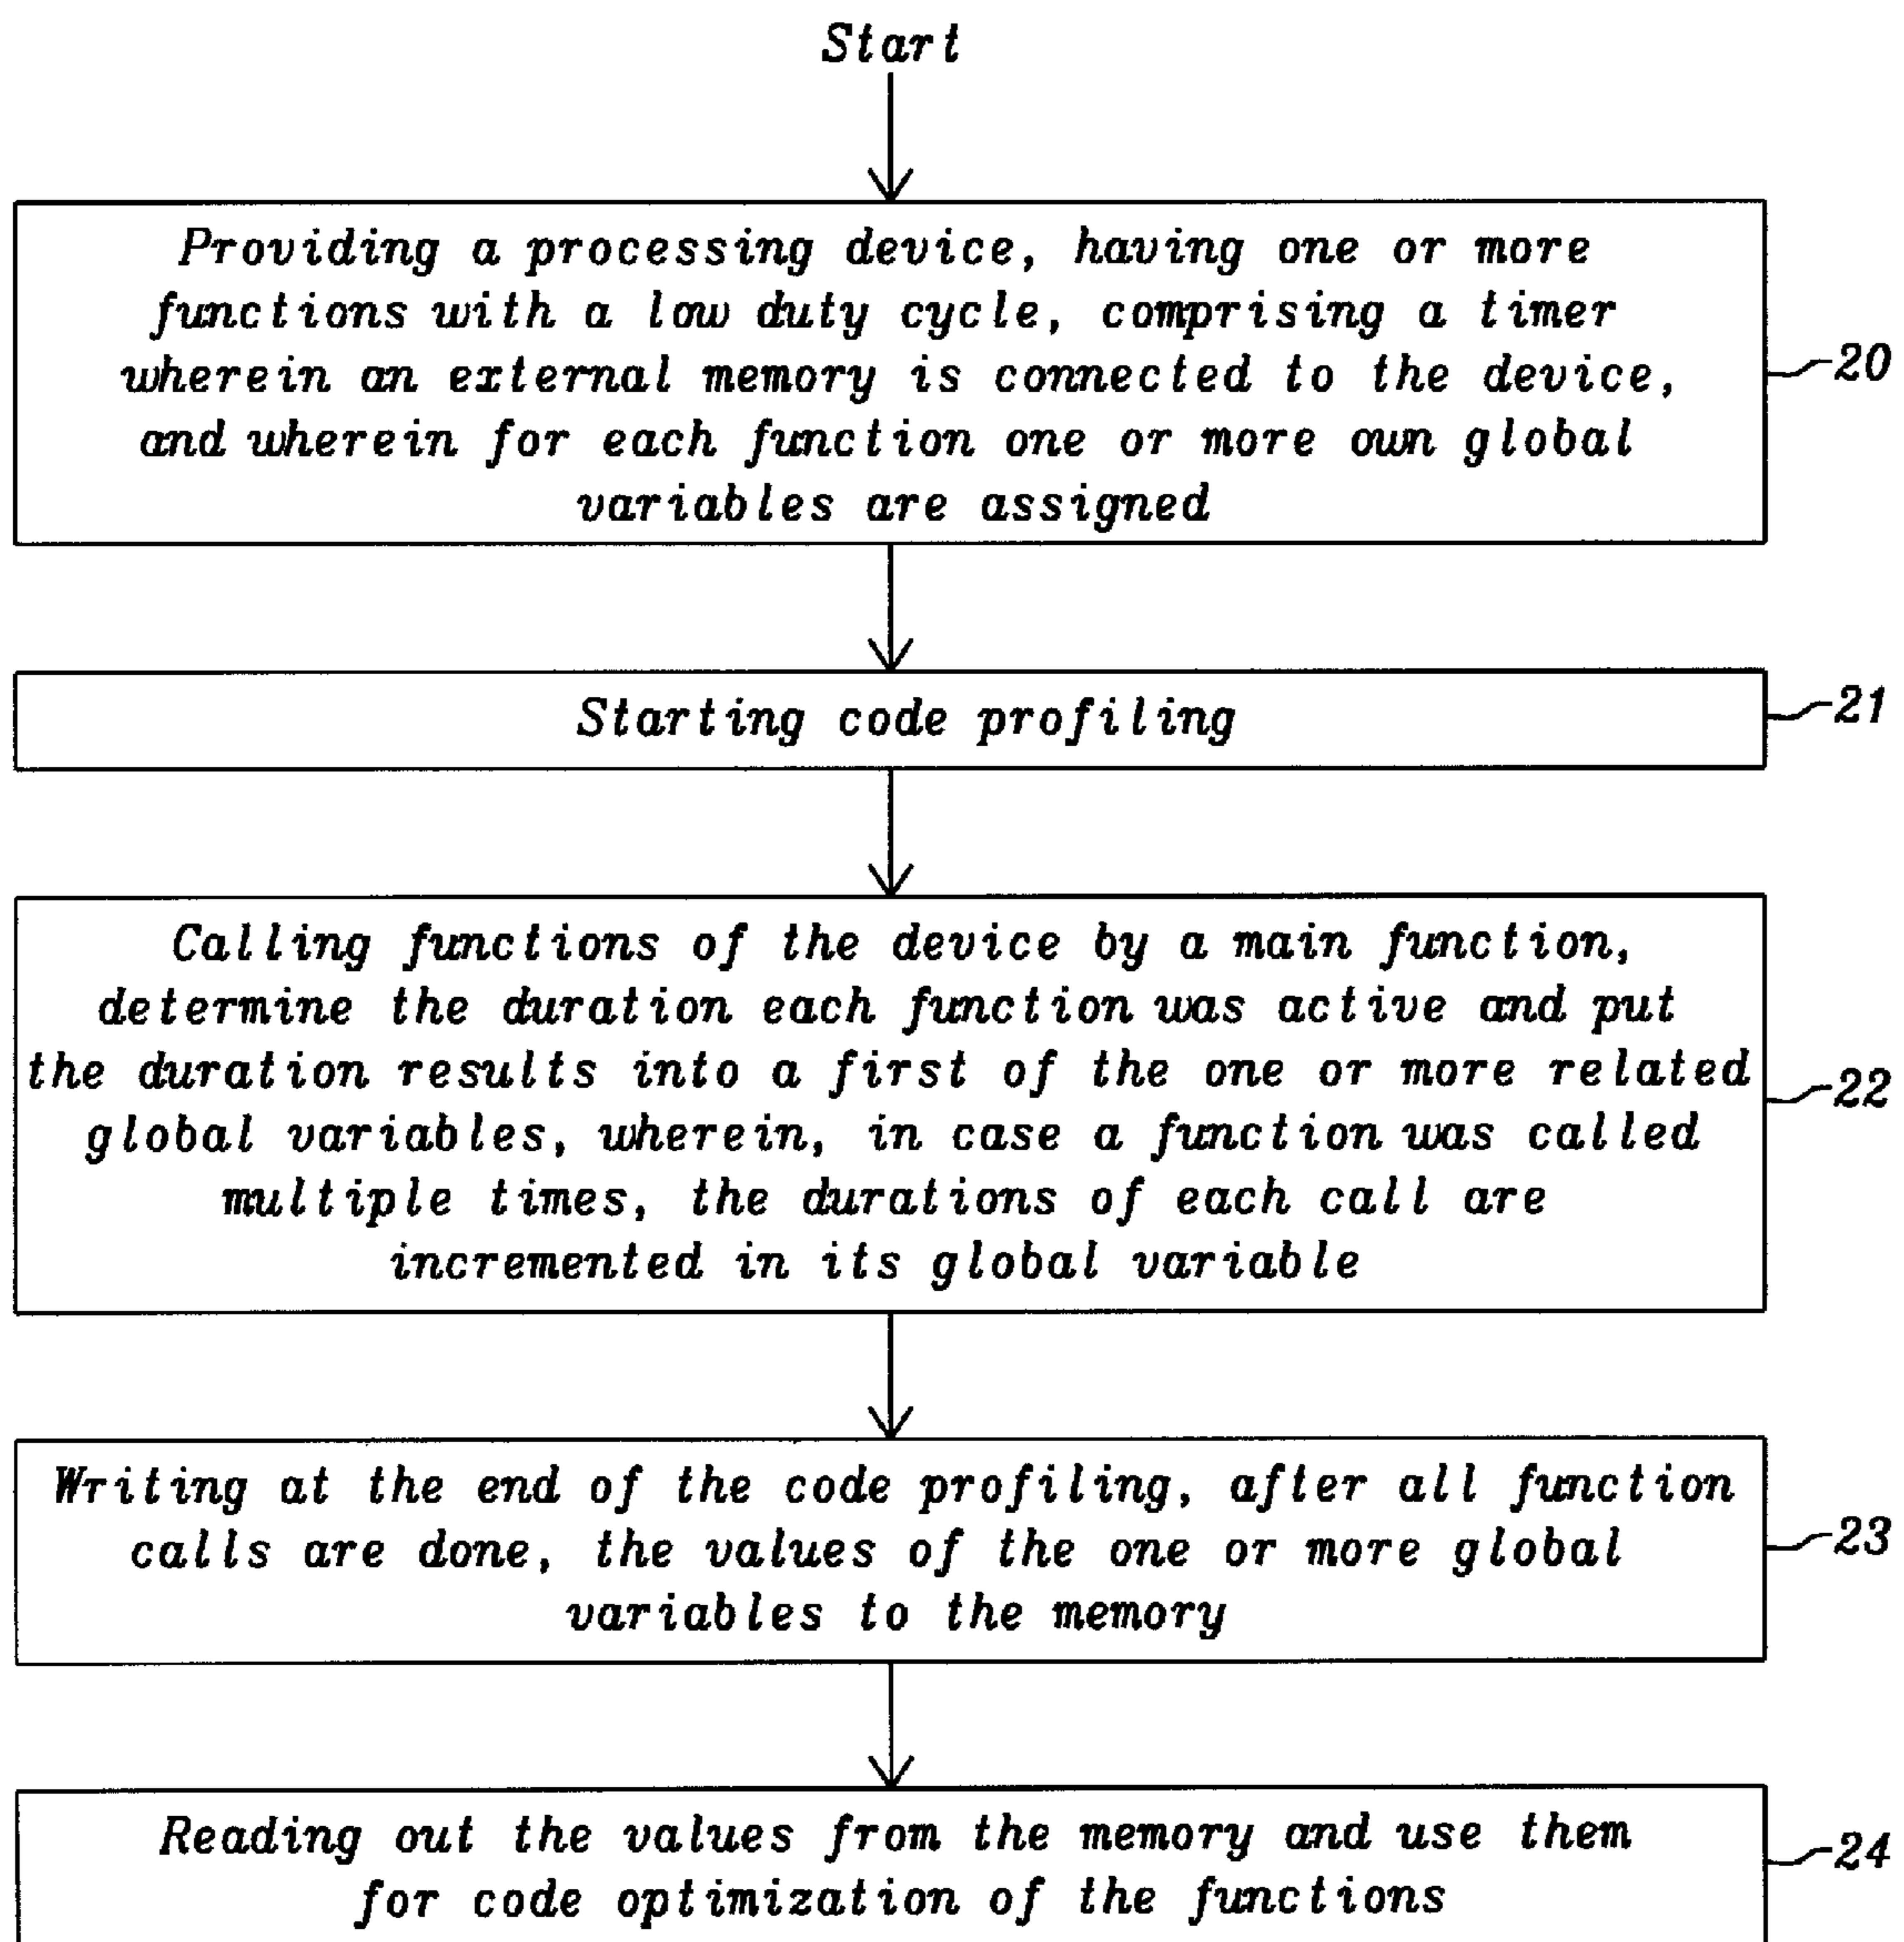 Start
Providing a processing device, having one or more
functions with a low duty cycle, comprising a timer
wherein an external memory is connected to the device,
and wherein for each function one or more own global
variables are assigned
20
Starting code profiling
21
Calling functions of the device by a main function,
determine the duration each function was active and put
the duration results into a first of the one or more related
global variables, wherein, in case a function was called
multiple times, the durations of each call are
incremented in its global variable
22
Writing at the end of the code profiling, after all function
calls are done, the values of the one or more global
variables to the memory
23
Reading out the values from the memory and use them
for code optimization of the functions
24